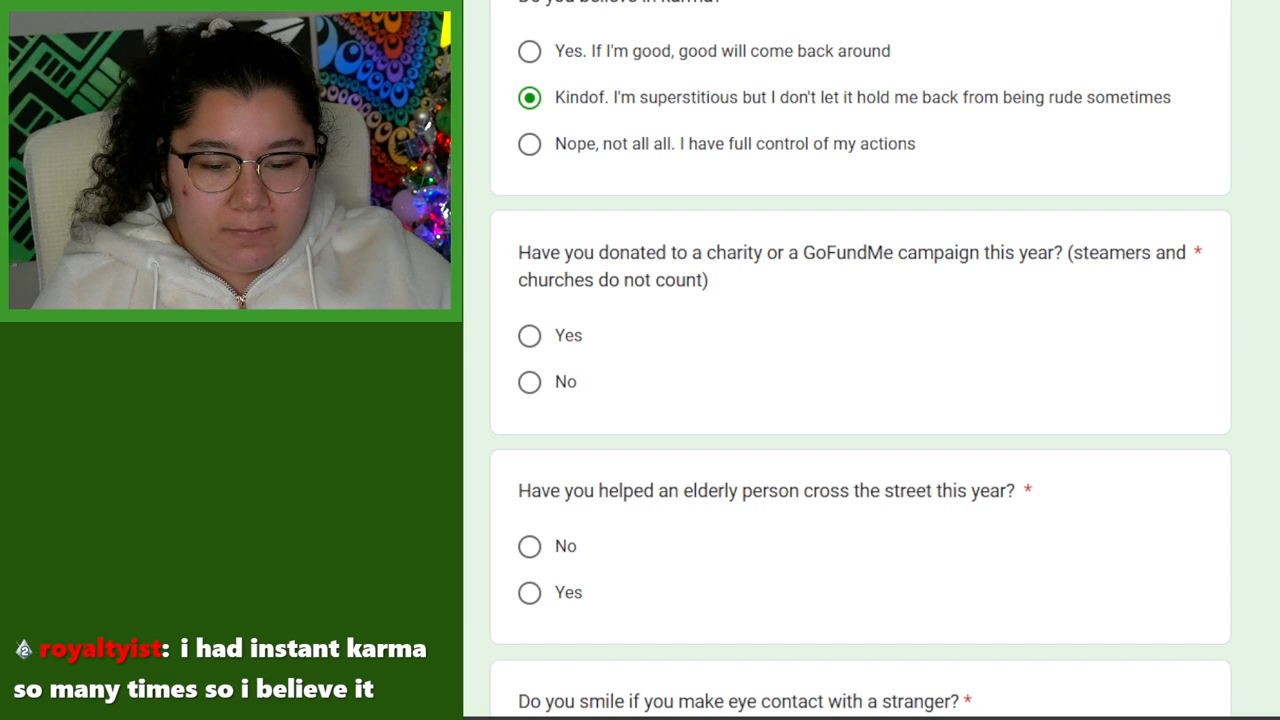 Yes. If I'm good, good will come back around
Kindof. I'm superstitious but I don't let it hold me back from being rude sometimes
Nope, not all all. I have full control of my actions
Have you donated to a charity or a GoFundMe campaign this year? (steamers and *
churches do not count)
Yes
No
Have you helped an elderly person cross the street this year? *
No
Yes
Do you smile if you make eye contact with a stranger? *
2 royaltyist: i had instant karma
so many times so i believe it